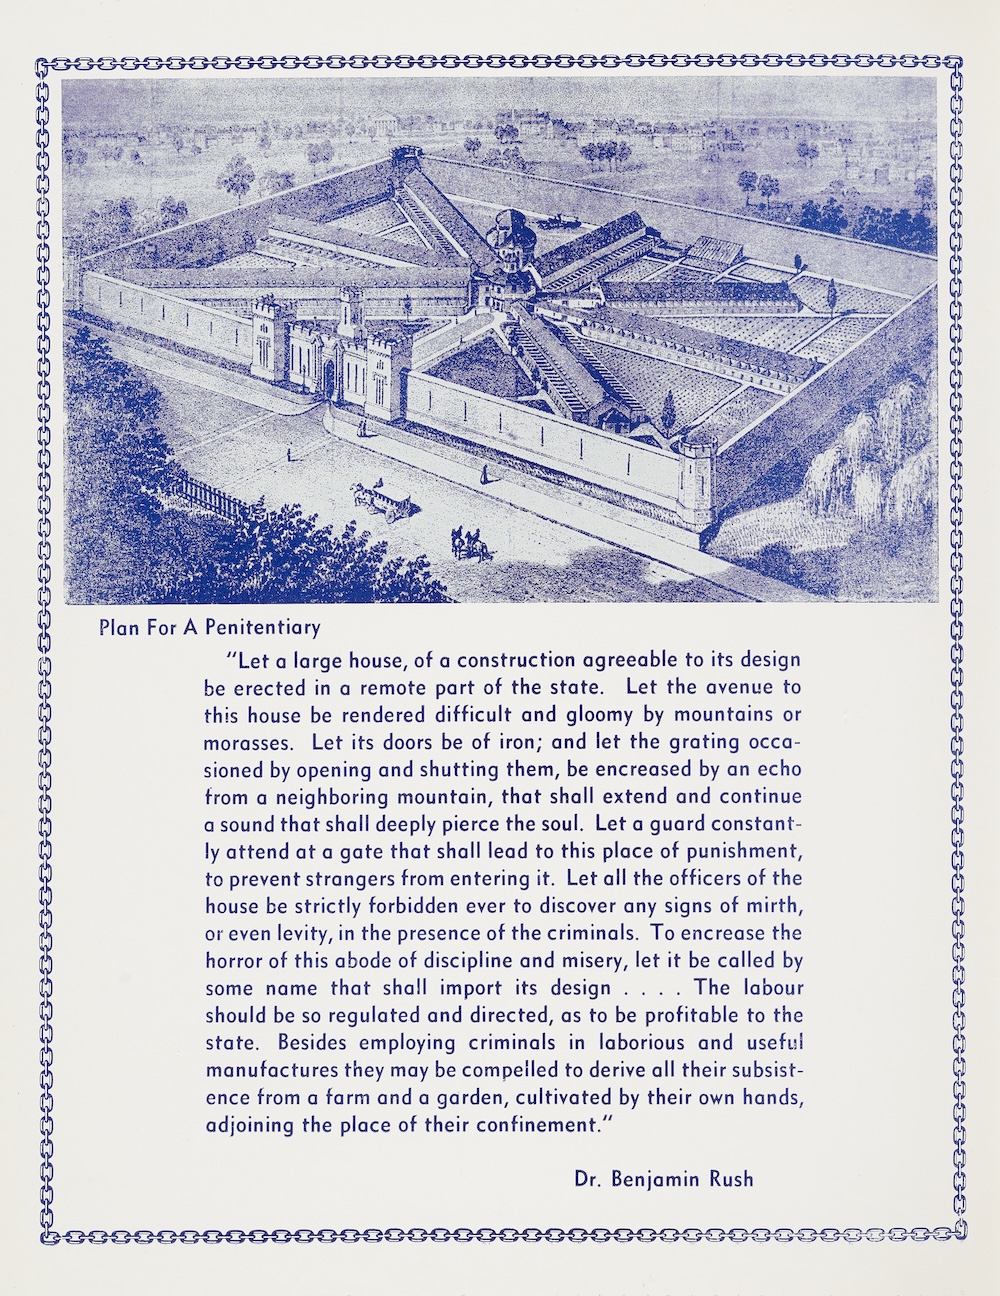 Plan For A Penitentiary
"Let a large house, of a construction agreeable to its design
be erected in a remote part of the state. Let the avenue to
this house be rendered difficult and gloomy by mountains or
morasses. Let its doors be of iron; and let the grating occa-
sioned by opening and shutting them, be encreased by an echo
from a neighboring mountain, that shall extend and continue
a sound that shall deeply pierce the soul. Let a guard constant-
ly attend at a gate that shall lead to this place of punishment,
to prevent strangers from entering it. Let all the officers of the
house be strictly forbidden ever to discover any signs of mirth,
or even levity, in the presence of the criminals. To encrease the
horror of this abode of discipline and misery, let it be called by
some name that shall import its design . . . . The labour
should be so regulated and directed, as to be profitable to the
state. Besides employing criminals in laborious and useful
manufactures they may be compelled to derive all their subsist-
ence from a farm and a garden, cultivated by their own hands,
adjoining the place of their confinement."
Dr. Benjamin Rush